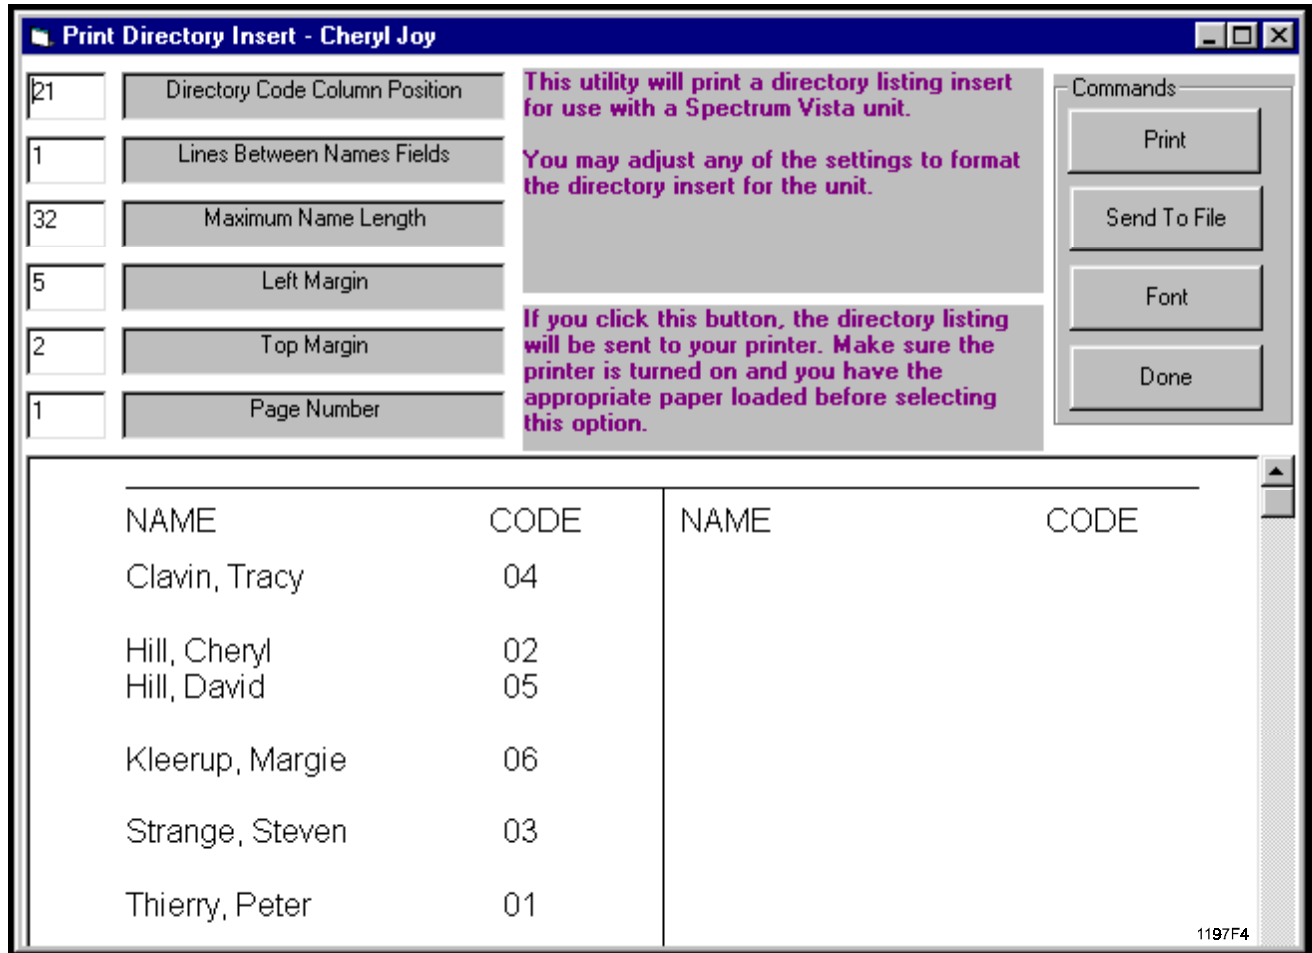 Print Directory Insert - Cheryl Joy
21 Directory Code Column Position
1 Lines Between Names Fields
32 Maximum Name Length
5 Left Margin
2 Top Margin
1 Page Number
This utility will print a directory listing insert
for use with a Spectrum Vista unit.
You may adjust any of the settings to format
the directory insert for the unit.
If you click this button, the directory listing
will be sent to your printer. Make sure the
printer is turned on and you have the
appropriate paper loaded before selecting
this option.
Commands
Print
Send To File
Font
Done
NAME CODE NAME CODE
Clavin, Tracy 04
Hill, Cheryl 02
Hill, David 05
Kleerup, Margie 06
Strange, Steven 03
Thierry, Peter 01
1197F4